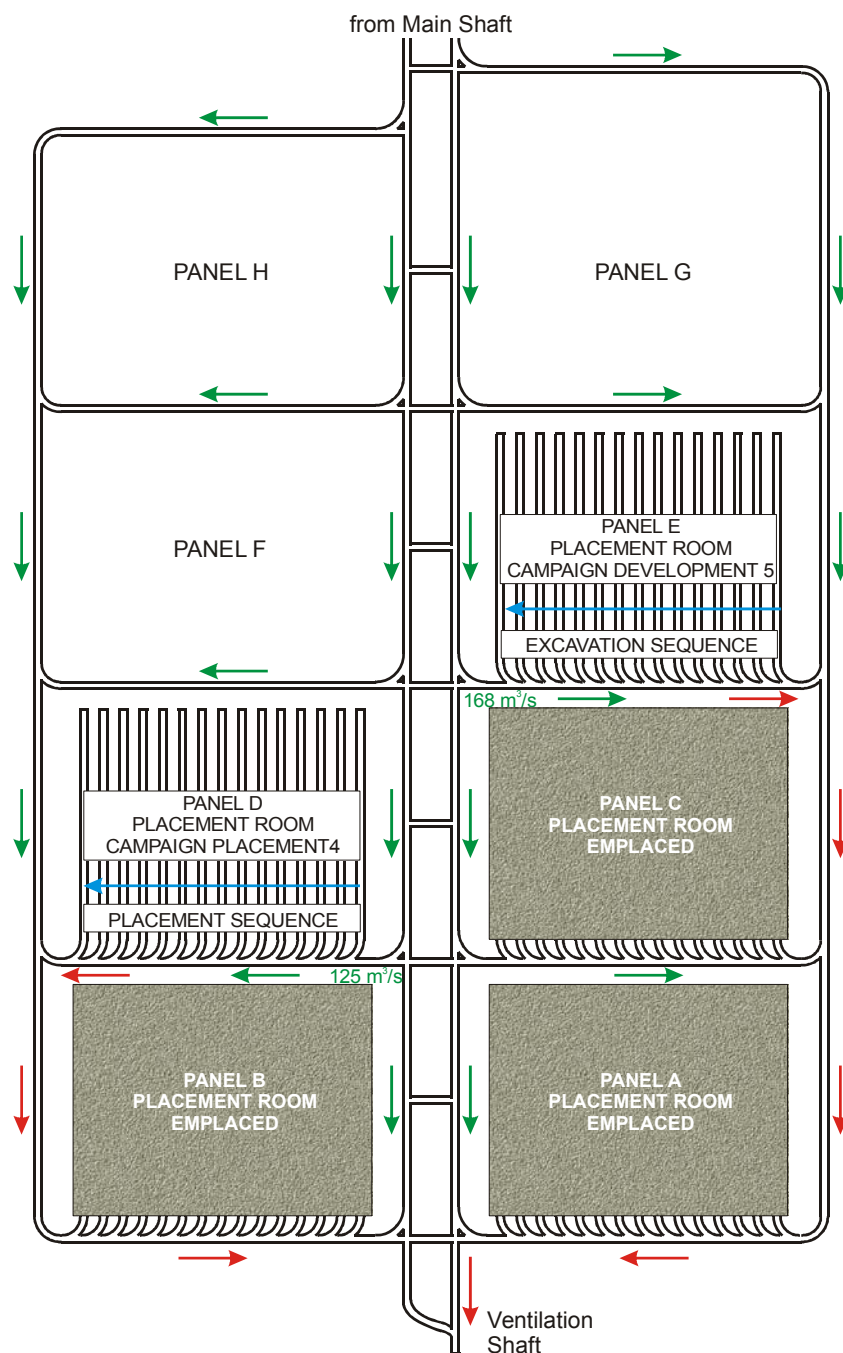 from Main Shaft
PANEL H
PANEL G
PANEL F
PANEL E
PLACEMENT ROOM
CAMPAIGN DEVELOPMENT 5
EXCAVATION SEQUENCE
168 m³/s
PANEL D
PLACEMENT ROOM
CAMPAIGN PLACEMENT4
PLACEMENT SEQUENCE
PANEL C
PLACEMENT ROOM
EMPLACED
125 m³/s
PANEL B
PLACEMENT ROOM
EMPLACED
PANEL A
PLACEMENT ROOM
EMPLACED
Ventilation
Shaft